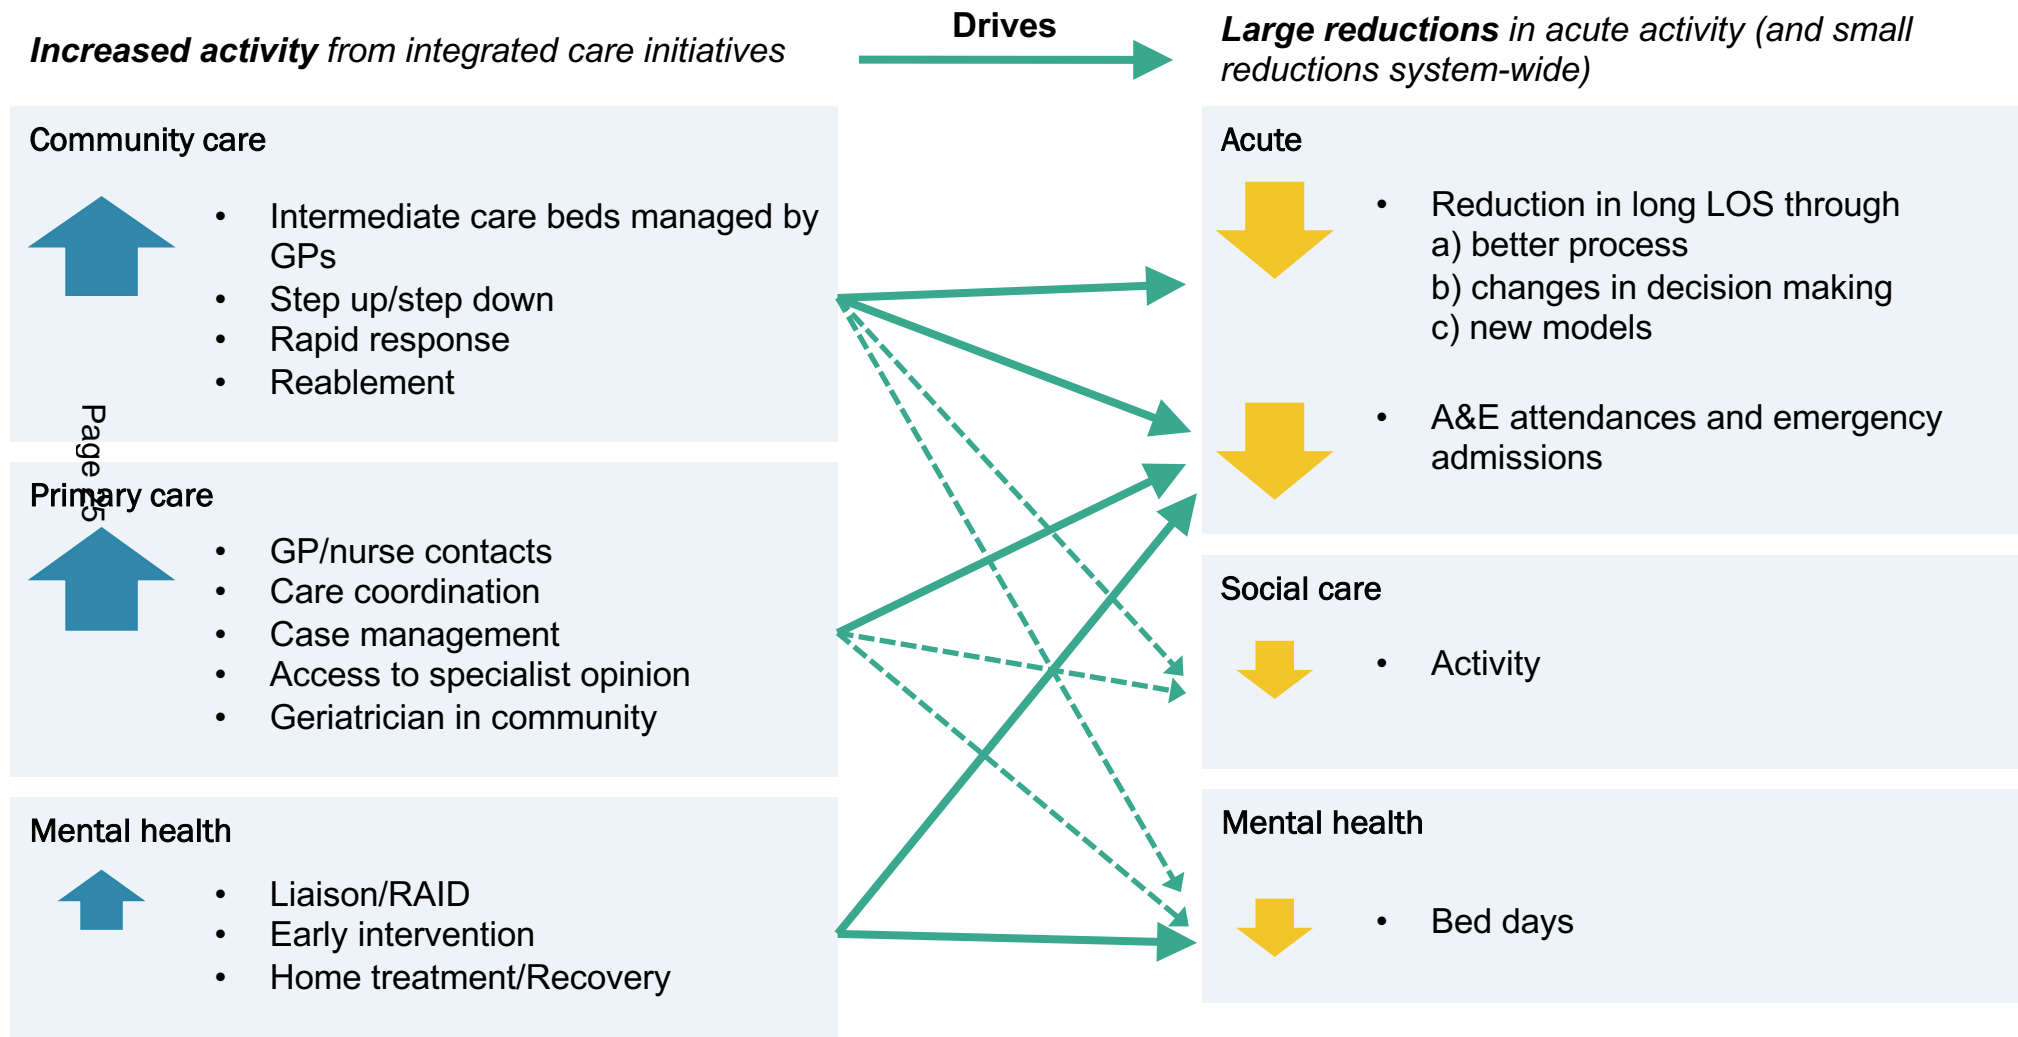 Increased activity from integrated care initiatives
Drives
Large reductions in acute activity (and small
reductions system-wide)
Community care
• Intermediate care beds managed by
GPs
• Step up/step down
• Rapid response
• Reablement
Page 25
Primary care
• GP/nurse contacts
• Care coordination
• Case management
• Access to specialist opinion
• Geriatrician in community
Mental health
• Liaison/RAID
• Early intervention
• Home treatment/Recovery
Acute
• Reduction in long LOS through
a) better process
b) changes in decision making
c) new models
• A&E attendances and emergency
admissions
Social care
• Activity
Mental health
• Bed days